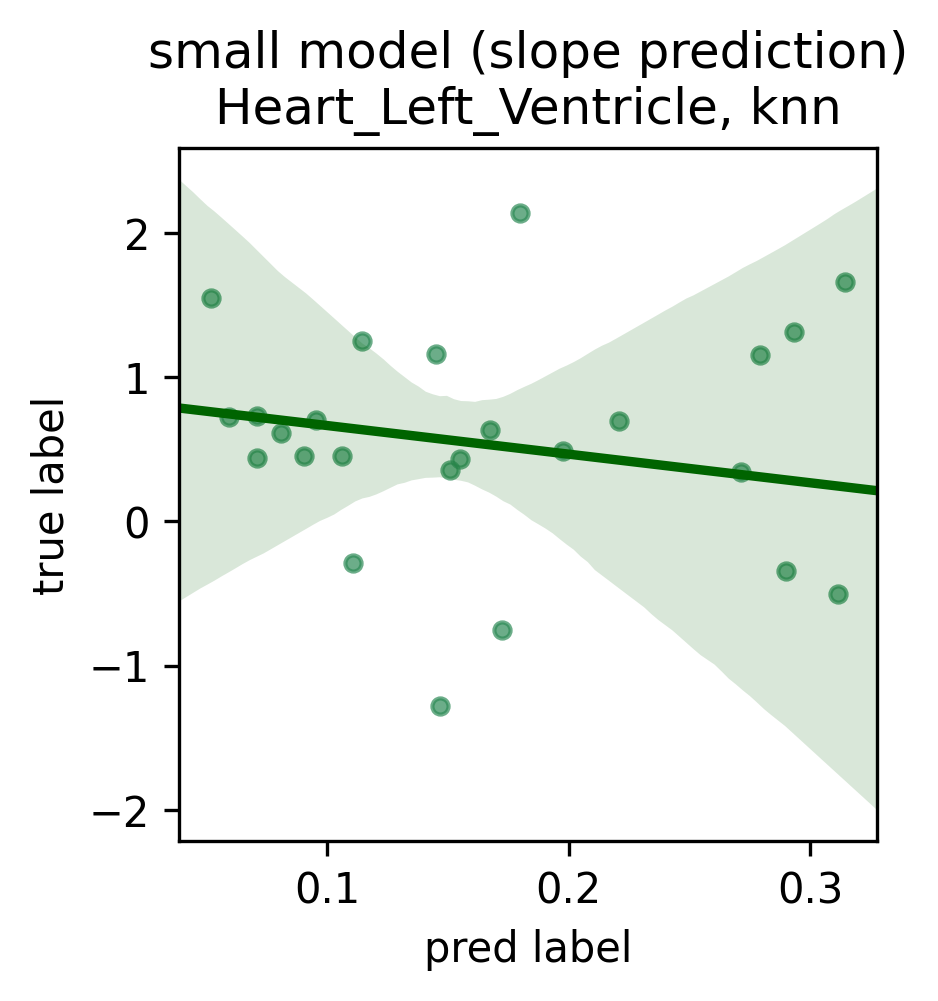 small model (slope prediction)
Heart_Left_Ventricle, knn
2
1
0
−1
−2
true label
0.1
0.2
0.3
pred label